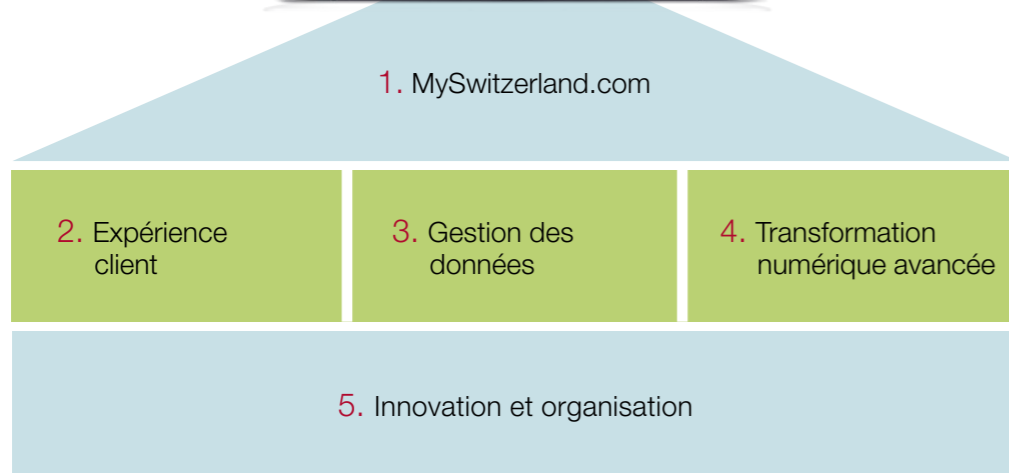 1. MySwitzerland.com
2. Expérience
client
3. Gestion des
données
4. Transformation
numérique avancée
5. Innovation et organisation